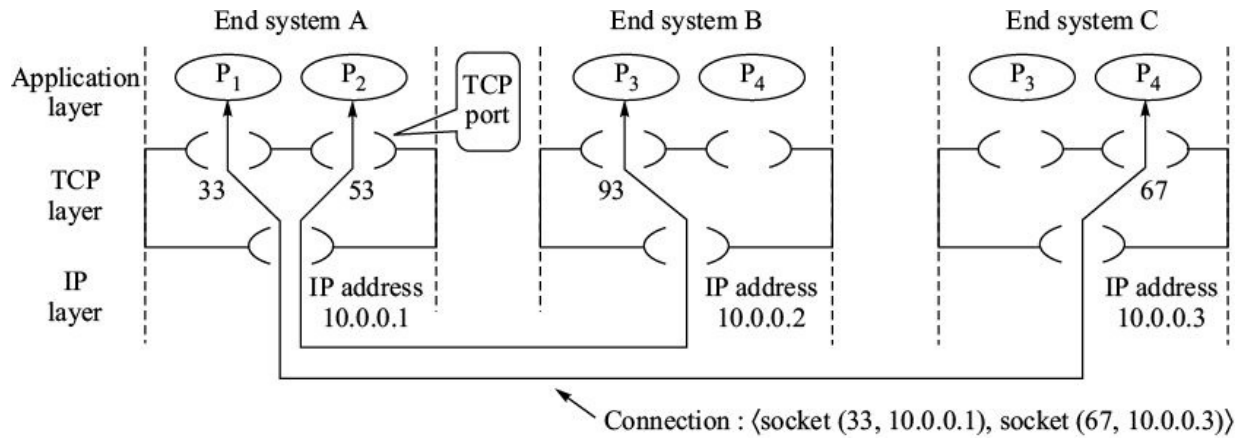 End system A End system B End system C
Application layer
P1 P2 P3 P4 P3 P4
TCP port
TCP layer
33 53 93 67
IP layer
IP address 10.0.0.1
IP address 10.0.0.2
IP address 10.0.0.3
Connection : ⟨socket (33, 10.0.0.1), socket (67, 10.0.0.3)⟩